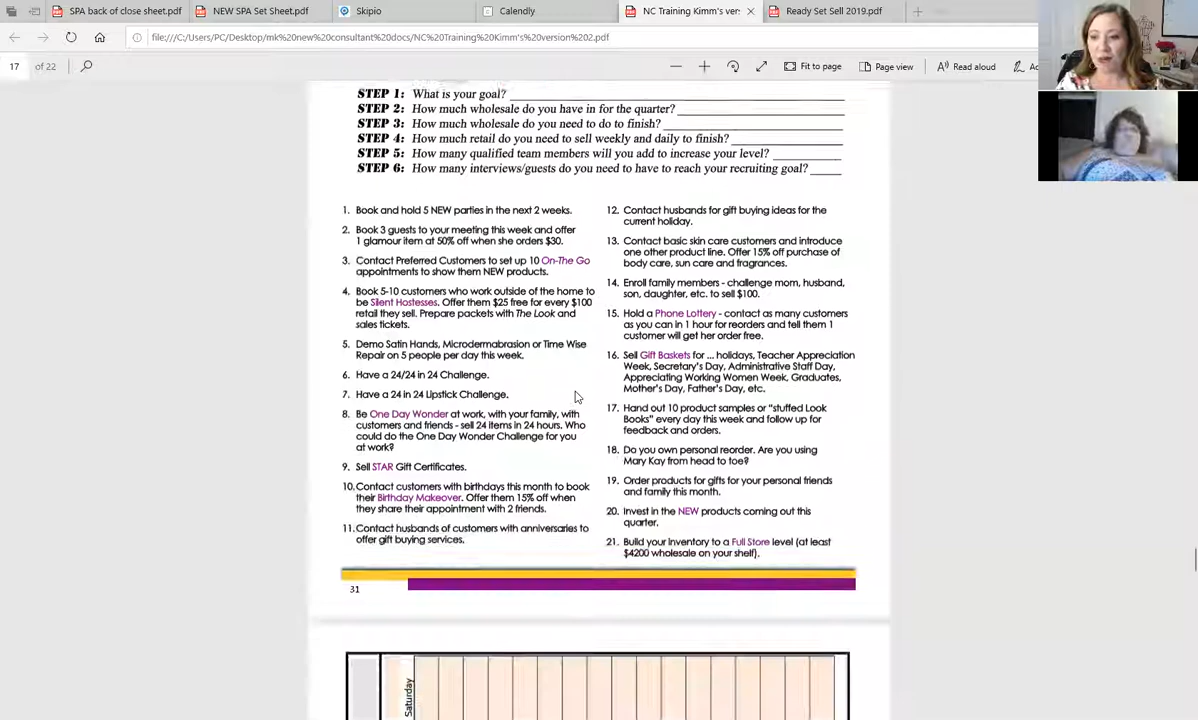 SPA back of close sheet.pdf
NEW SPA Set Sheet.pdf
Skipio
Calendly
NC Training Kimm's ver
Ready Set Sell 2019.pdf
file:///C:/Users/PC/Desktop/mk%20new%20consultant%20docs/NC%20Training%20Kimm's%20version%202.pdf
17 of 22
Fit to page
Page view
Read aloud
STEP 1: What is your goal?
STEP 2: How much wholesale do you have in for the quarter?
STEP 3: How much wholesale do you need to do to finish?
STEP 4: How much retail do you need to sell weekly and daily to finish?
STEP 5: How many qualified team members will you add to increase your level?
STEP 6: How many interviews/guests do you need to have to reach your recruiting goal?
1. Book and hold 5 NEW parties in the next 2 weeks.
2. Book 3 guests to your meeting this week and offer
1 glamour item at 50% off when she orders $30.
3. Contact Preferred Customers to set up 10 On-The Go
appointments to show them NEW products.
4. Book 5-10 customers who work outside of the home to
be Silent Hostesses. Offer them $25 free for every $100
retail they sell. Prepare packets with The Look and
sales tickets.
5. Demo Satin Hands, Microdermabrasion or Time Wise
Repair on 5 people per day this week.
6. Have a 24/24 in 24 Challenge.
7. Have a 24 in 24 Lipstick Challenge.
8. Be One Day Wonder at work, with your family, with
customers and friends - sell 24 items in 24 hours. Who
could do the One Day Wonder Challenge for you
at work?
9. Sell STAR Gift Certificates.
10. Contact customers with birthdays this month to book
their Birthday Makeover. Offer them 15% off when
they share their appointment with 2 friends.
11. Contact husbands of customers with anniversaries to
offer gift buying services.
12. Contact husbands for gift buying ideas for the
current holiday.
13. Contact basic skin care customers and introduce
one other product line. Offer 15% off purchase of
body care, sun care and fragrances.
14. Enroll family members - challenge mom, husband,
son, daughter, etc. to sell $100.
15. Hold a Phone Lottery - contact as many customers
as you can in 1 hour for reorders and tell them 1
customer will get her order free.
16. Sell Gift Baskets for ... holidays, Teacher Appreciation
Week, Secretary's Day, Administrative Staff Day,
Appreciating Working Women Week, Graduates,
Mother's Day, Father's Day, etc.
17. Hand out 10 product samples or "stuffed Look
Books" every day this week and follow up for
feedback and orders.
18. Do you own personal reorder. Are you using
Mary Kay from head to toe?
19. Order products for gifts for your personal friends
and family this month.
20. Invest in the NEW products coming out this
quarter.
21. Build your inventory to a Full Store level (at least
$4200 wholesale on your shelf).
31
Saturday